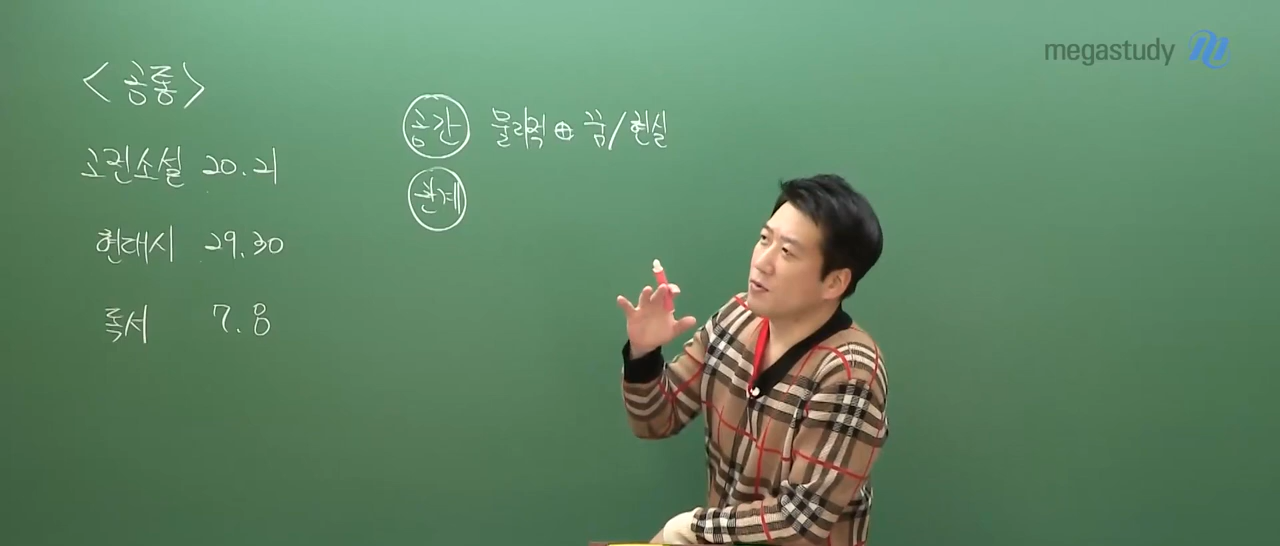 megastudy
<공통>
고전소설 20.21
현대시 29.30
독서 7.8
공간 물리적 ⊕ 꿈/현실
관계